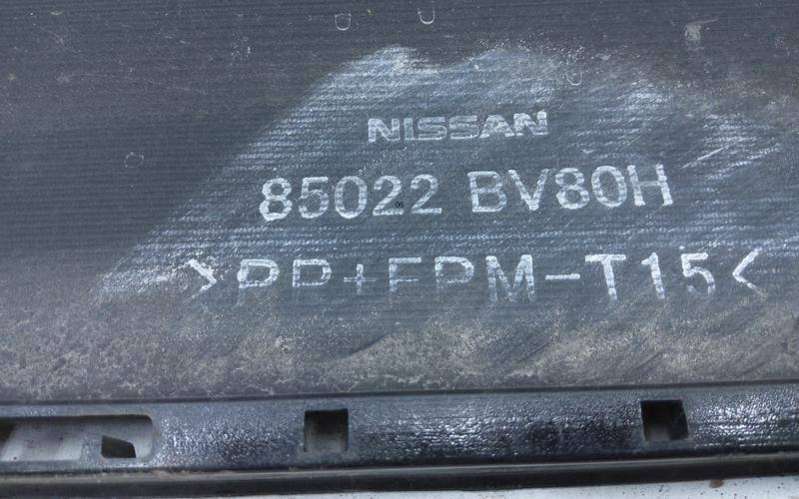 NISSAN
85022 BV80H
>PP+EPM-T15<